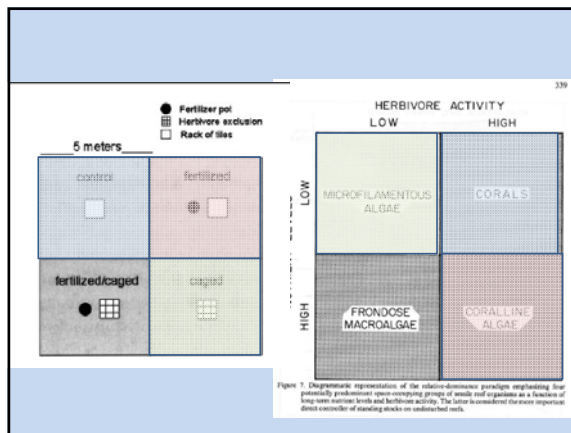 339
Fertilizer pot
Herbivore exclusion
Rack of tiles
5 meters
control
fertilized
fertilized/caged
caged
HERBIVORE ACTIVITY
LOW HIGH
LOW
HIGH
MICROFILAMENTOUS
ALGAE
CORALS
FRONDOSE
MACROALGAE
CORALLINE
ALGAE
Figure 7. Diagrammatic representation of the relative-dominance paradigm emphasizing four
potentially predominant space-occupying groups of sessile reef organisms as a function of
long-term nutrient levels and herbivore activity. The latter is considered the more important
direct controller of standing stocks on undisturbed reefs.